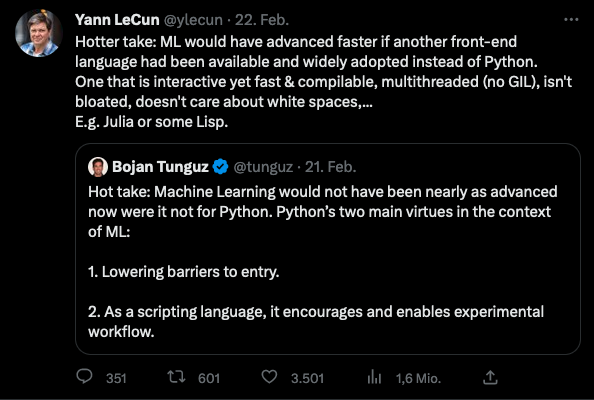 Yann LeCun @ylecun · 22. Feb.
Hotter take: ML would have advanced faster if another front-end
language had been available and widely adopted instead of Python.
One that is interactive yet fast & compilable, multithreaded (no GIL), isn't
bloated, doesn't care about white spaces,...
E.g. Julia or some Lisp.
Bojan Tunguz @tunguz · 21. Feb.
Hot take: Machine Learning would not have been nearly as advanced
now were it not for Python. Python’s two main virtues in the context
of ML:
1. Lowering barriers to entry.
2. As a scripting language, it encourages and enables experimental
workflow.
351 601 3.501 1,6 Mio.